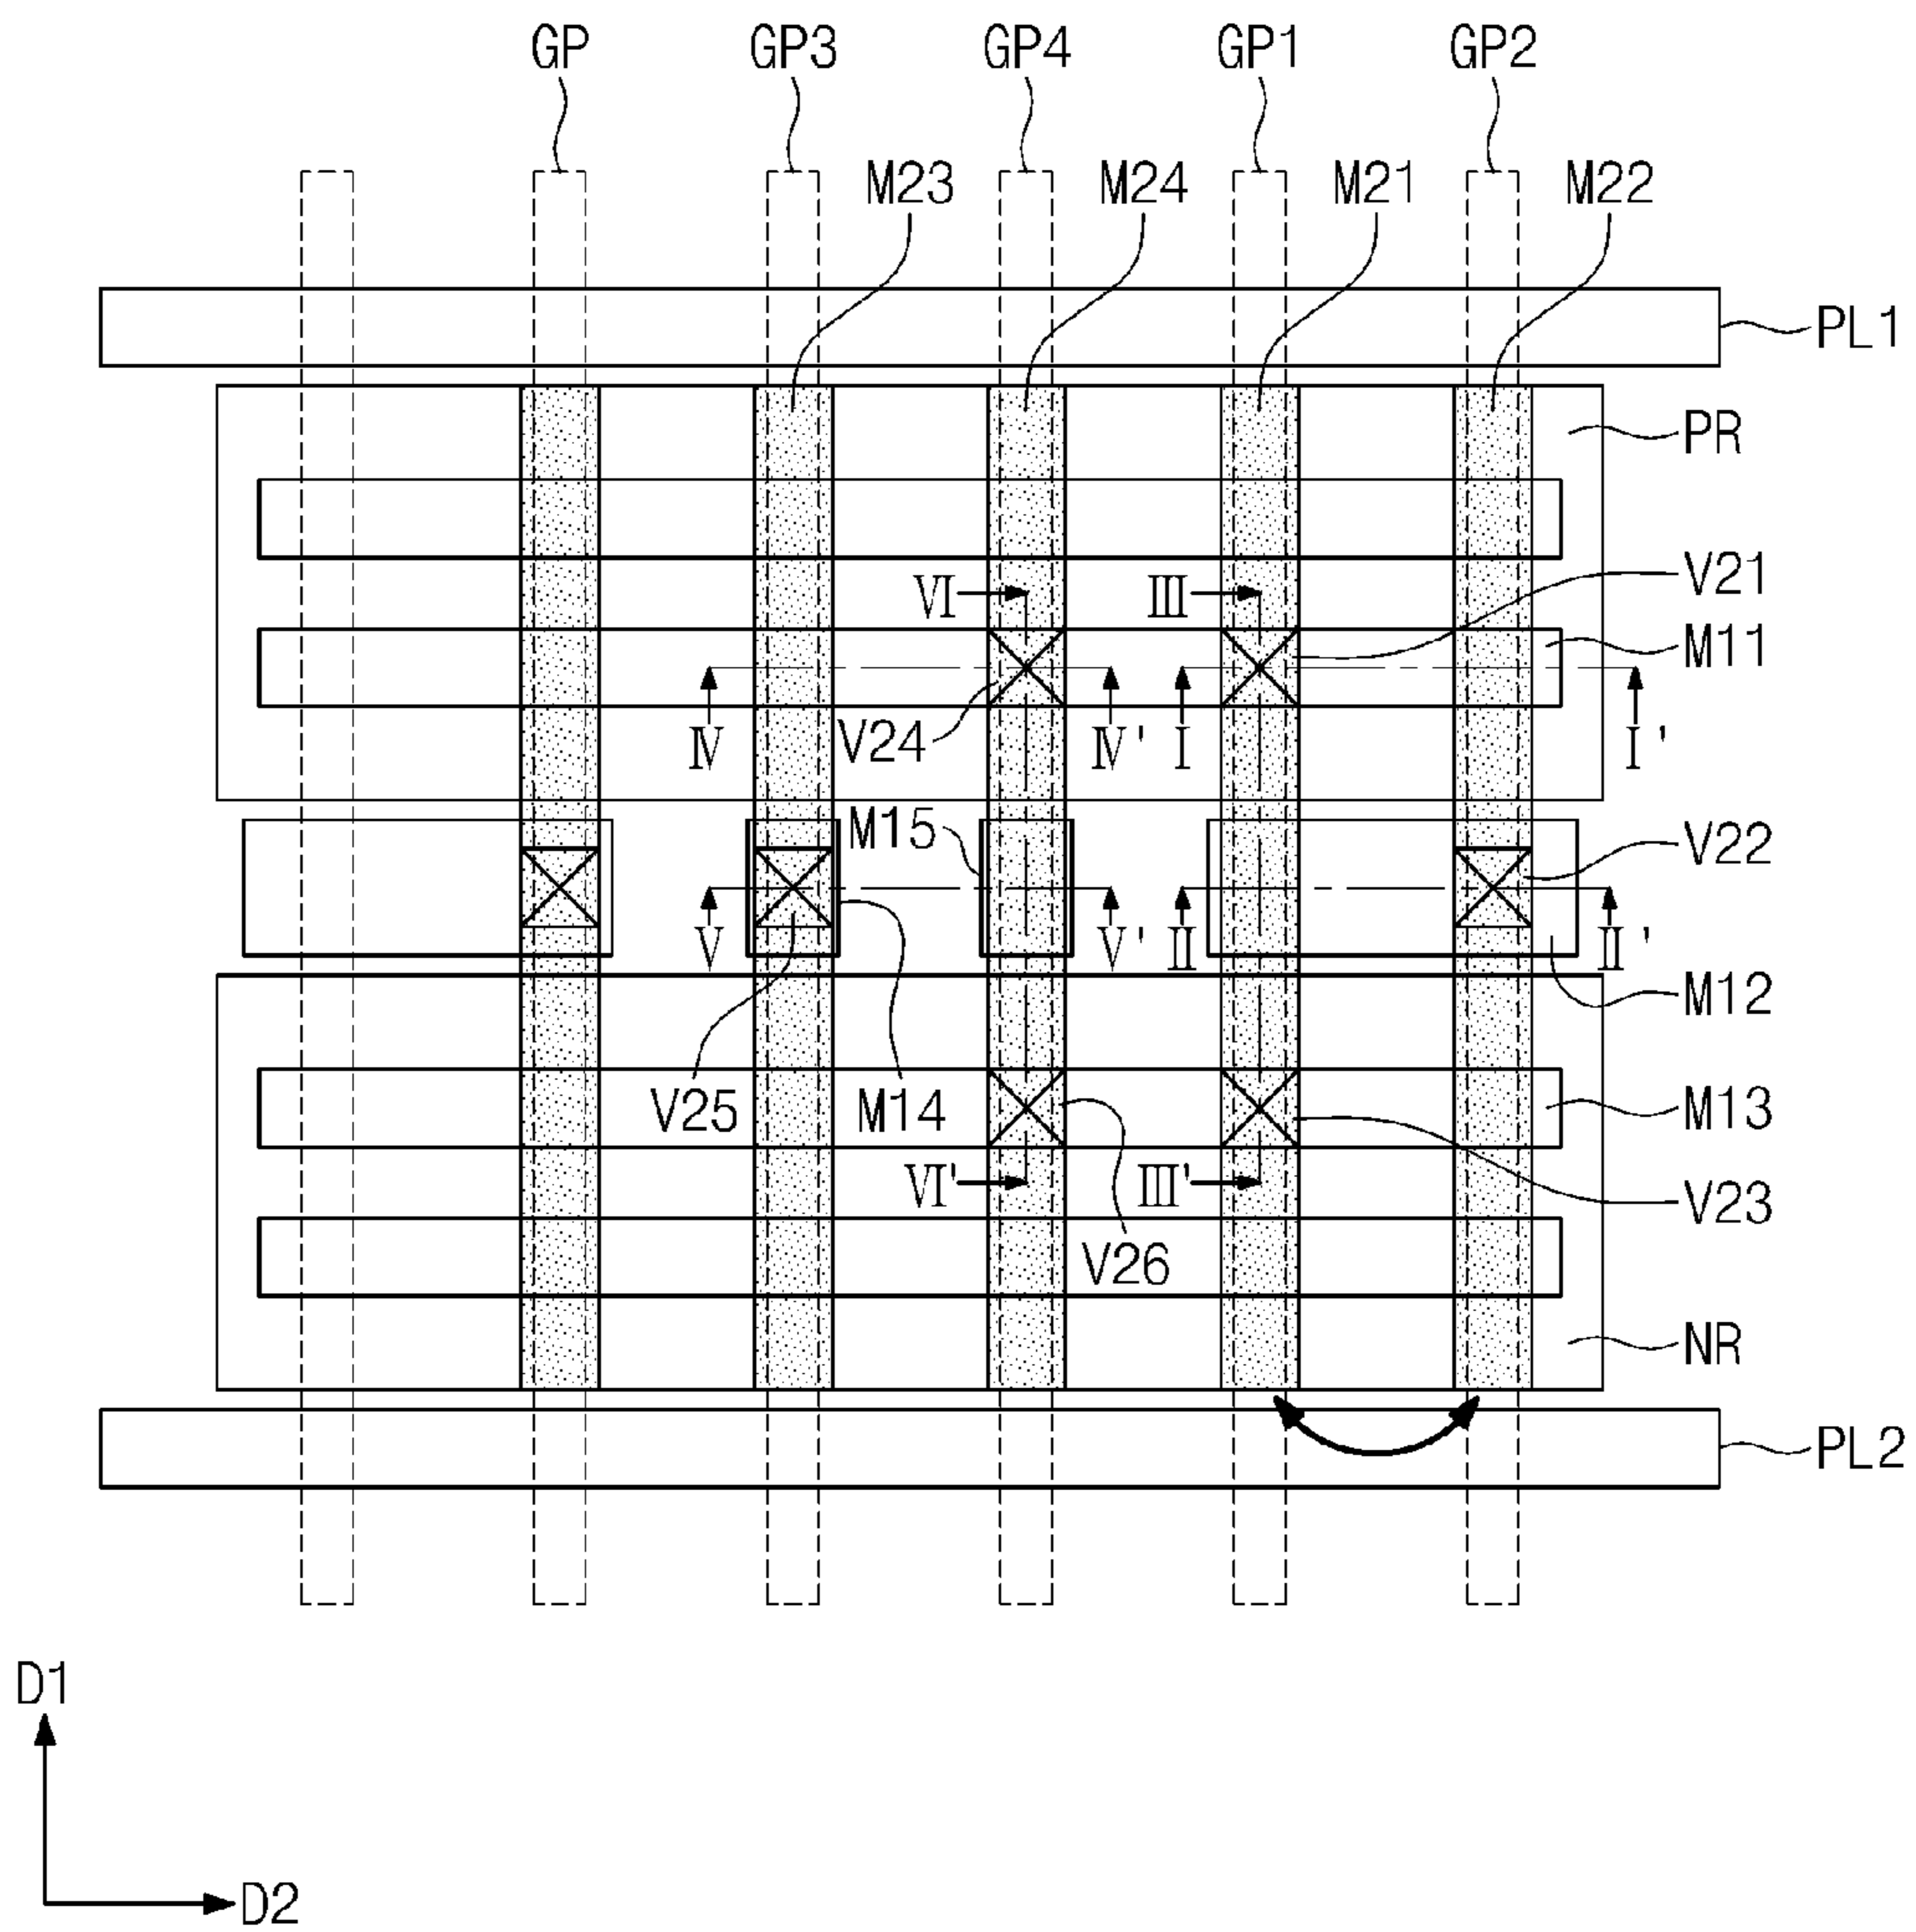 GP GP3 GP4 GP1 GP2
M23 M24 M21 M22
PL1
PR
VI III V21
M11
V24 IV IV' I I'
M15 V22
V V' II II'
M12
V25 M14 M13
VI' III' V23
V26
NR
PL2
D1
D2